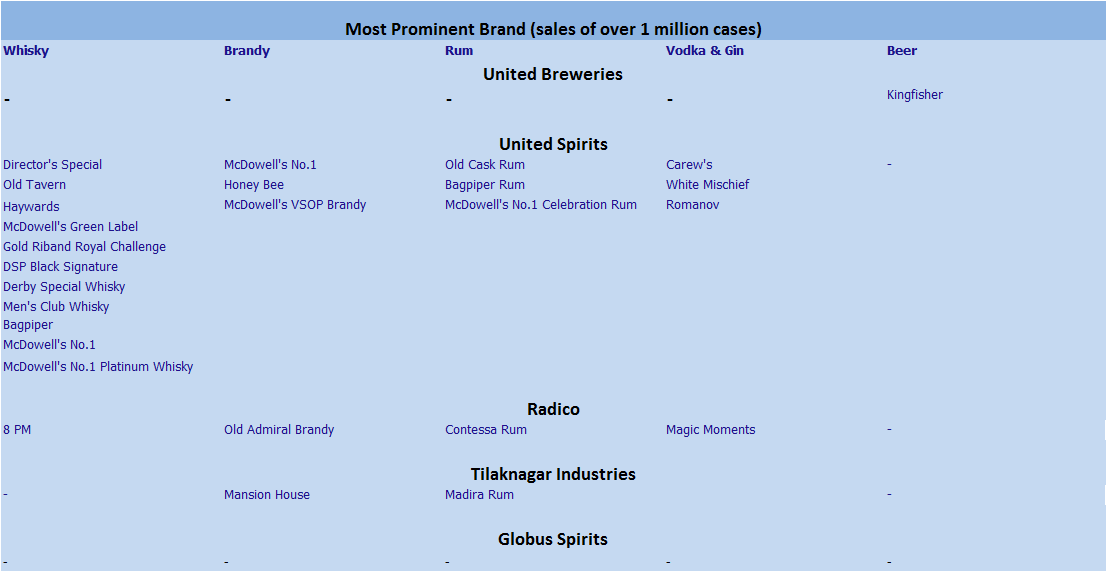 Most Prominent Brand (sales of over 1 million cases)
Whisky Brandy Rum Vodka & Gin Beer
United Breweries
- - - - Kingfisher
United Spirits
Director's Special McDowell's No.1 Old Cask Rum Carew's -
Old Tavern Honey Bee Bagpiper Rum White Mischief
Haywards McDowell's VSOP Brandy McDowell's No.1 Celebration Rum Romanov
McDowell's Green Label
Gold Riband Royal Challenge
DSP Black Signature
Derby Special Whisky
Men's Club Whisky
Bagpiper
McDowell's No.1
McDowell's No.1 Platinum Whisky
Radico
8 PM Old Admiral Brandy Contessa Rum Magic Moments -
Tilaknagar Industries
- Mansion House Madira Rum -
Globus Spirits
- - - - -